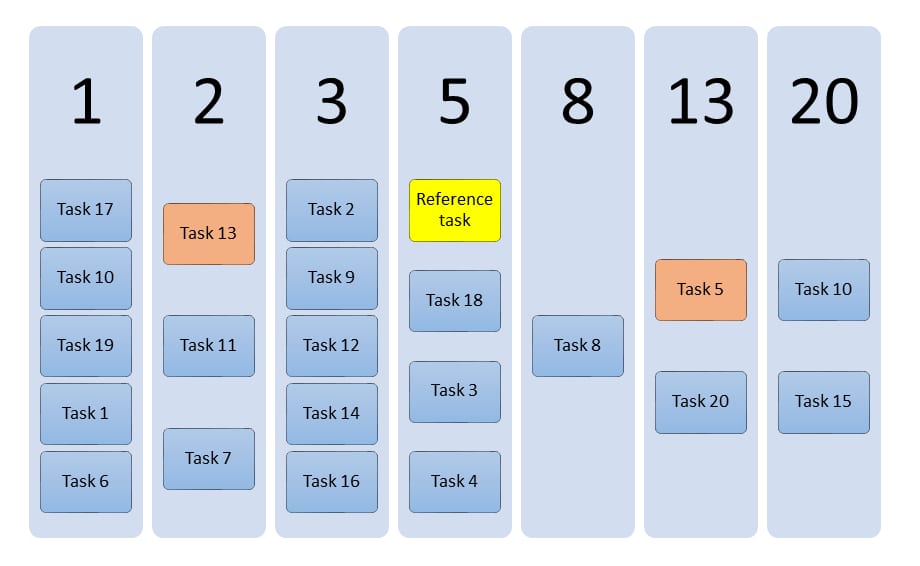 1
2
3
5
8
13
20
Task 17
Task 10
Task 19
Task 1
Task 6
Task 13
Task 11
Task 7
Task 2
Task 9
Task 12
Task 14
Task 16
Reference
task
Task 18
Task 3
Task 4
Task 8
Task 5
Task 20
Task 10
Task 15